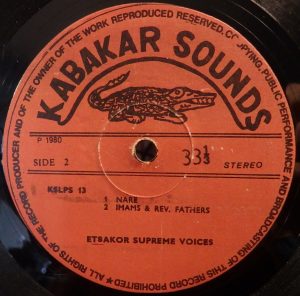 ALL RIGHTS OF THE RECORD PRODUCER AND OF THE OWNER OF THE WORK REPRODUCED RESERVED. COPYING, PUBLIC PERFORMANCE AND BROADCASTING OF THIS RECORD PROHIBITED
KABAKAR SOUNDS
P 1980
SIDE 2
33⅓
STEREO
KSLPS 13
1 NARE
2 IMAMS & REV. FATHERS
ETSAKOR SUPREME VOICES